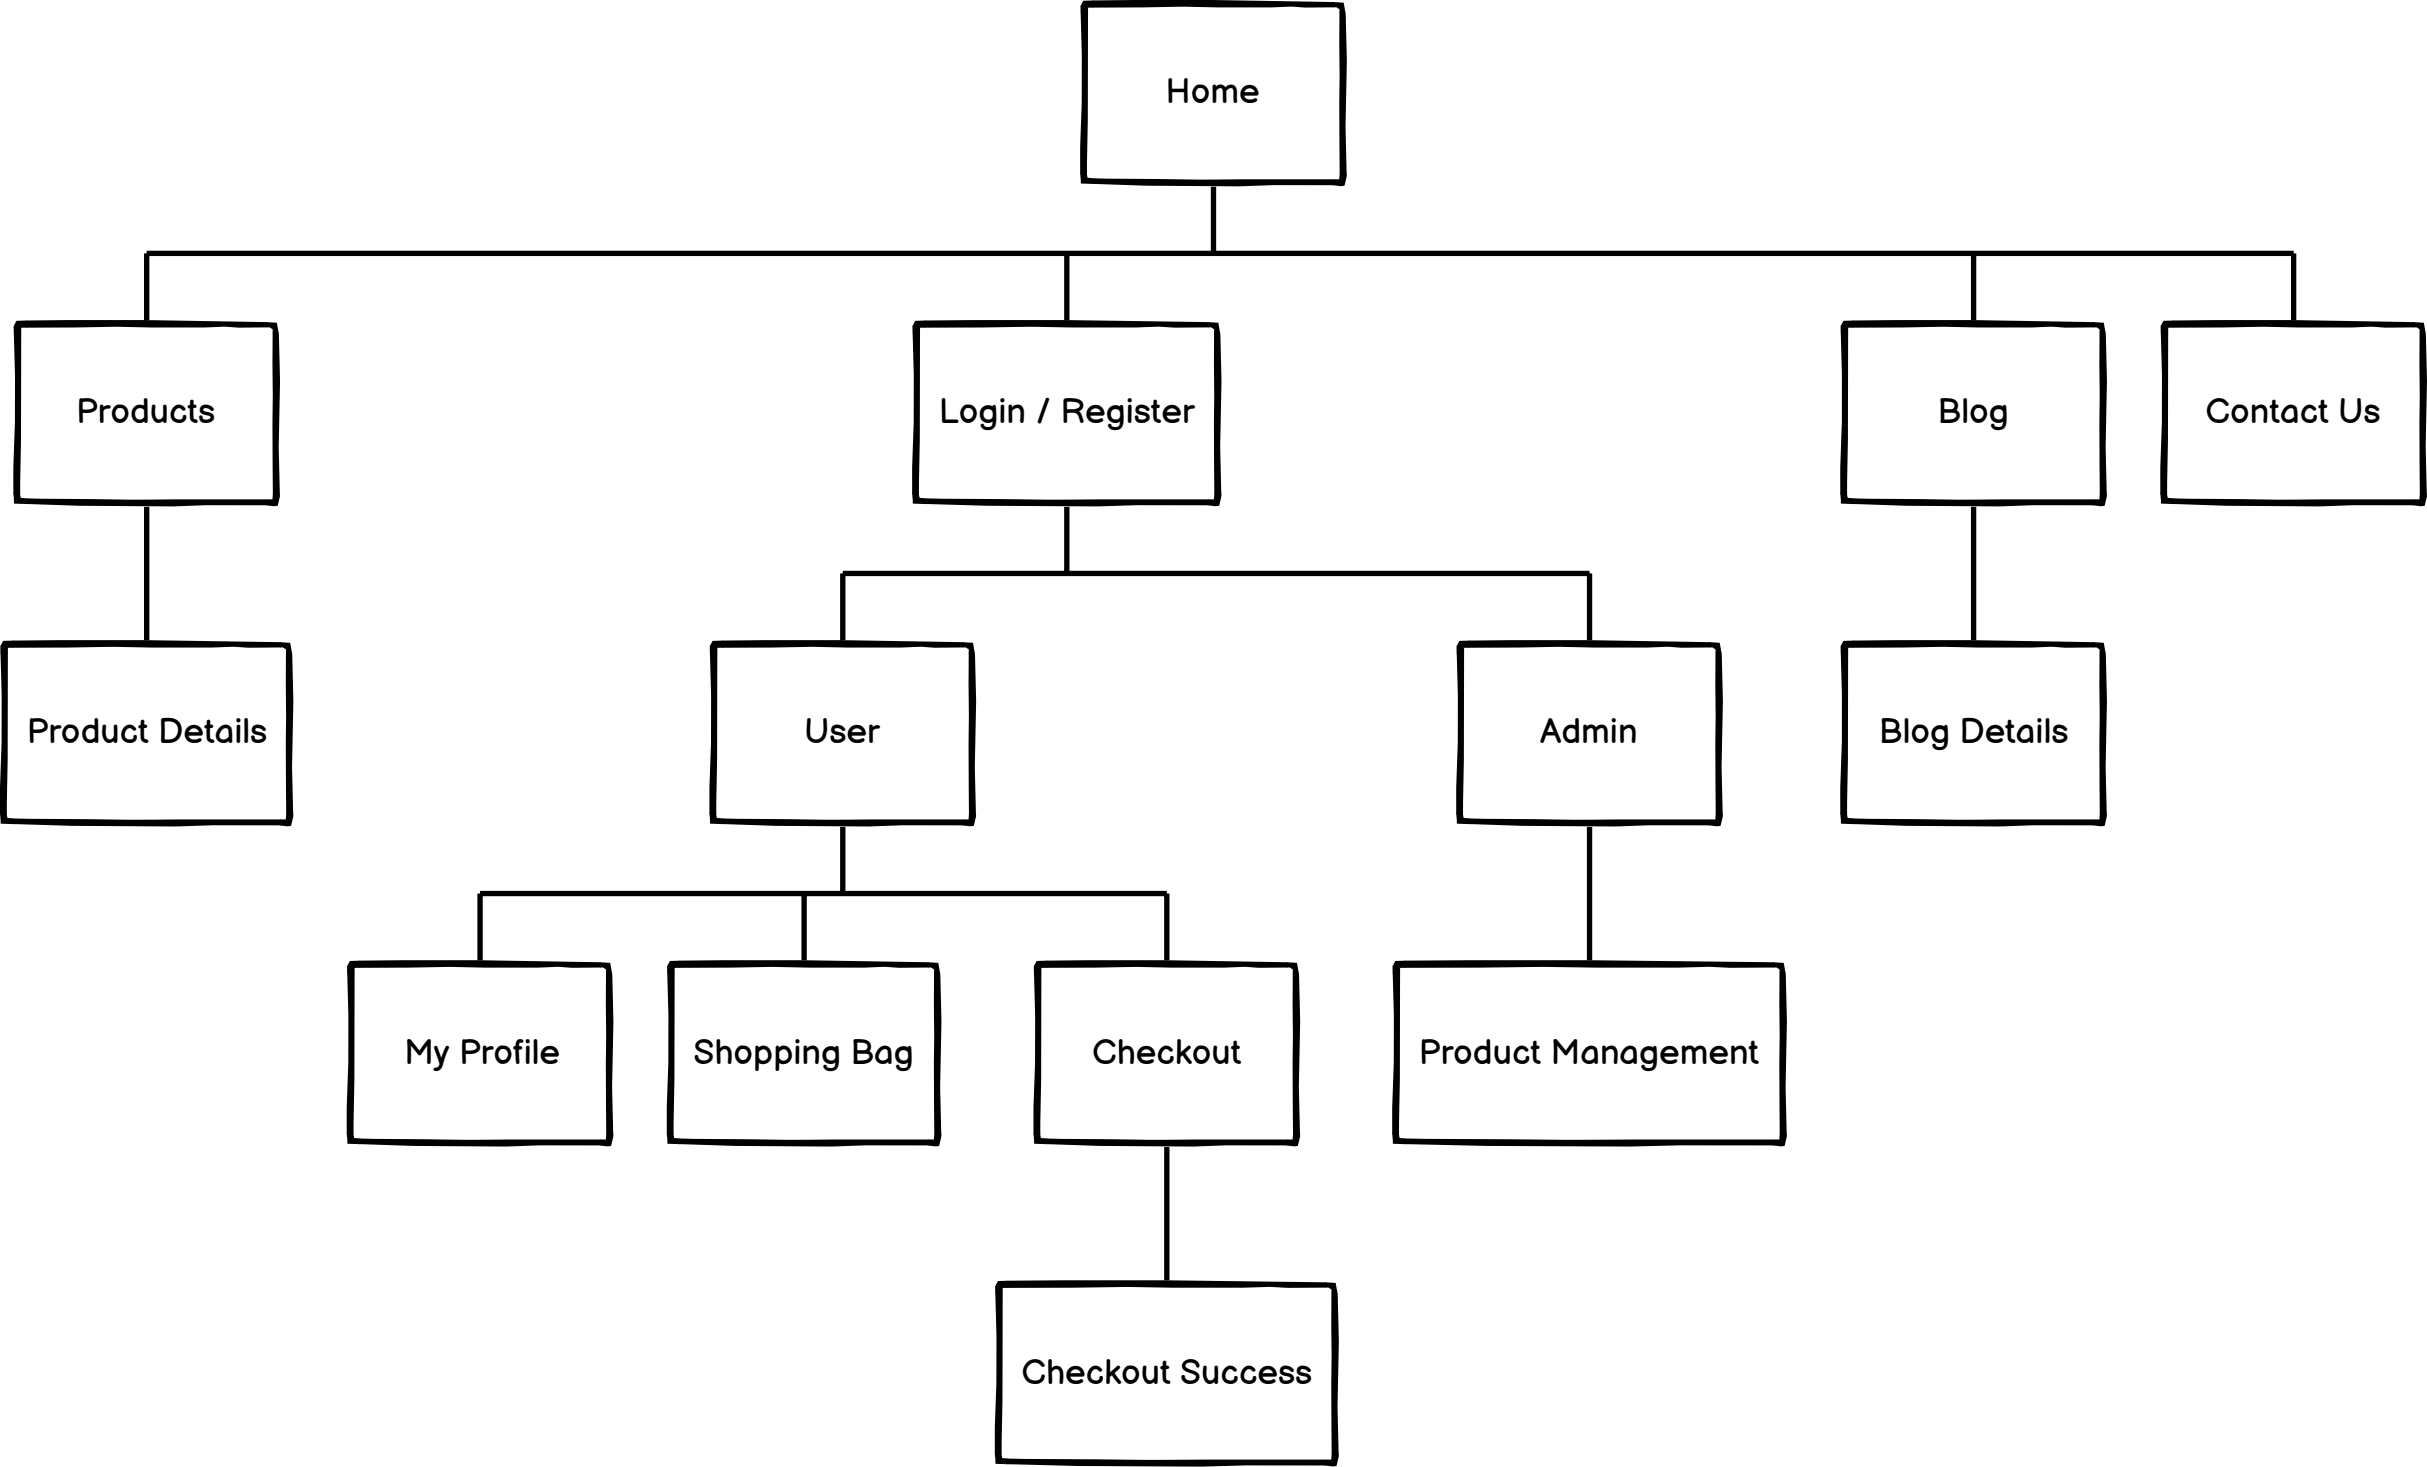 Home
Products
Login / Register
Blog
Contact Us
Product Details
User
Admin
Blog Details
My Profile
Shopping Bag
Checkout
Product Management
Checkout Success